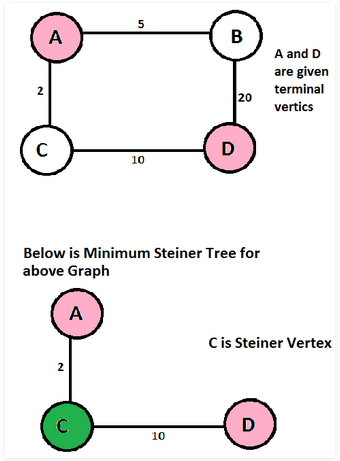 5
A
B
A and D
are given
terminal
vertics
2
20
C
D
10
Below is Minimum Steiner Tree for
above Graph
A
C is Steiner Vertex
2
C
D
10